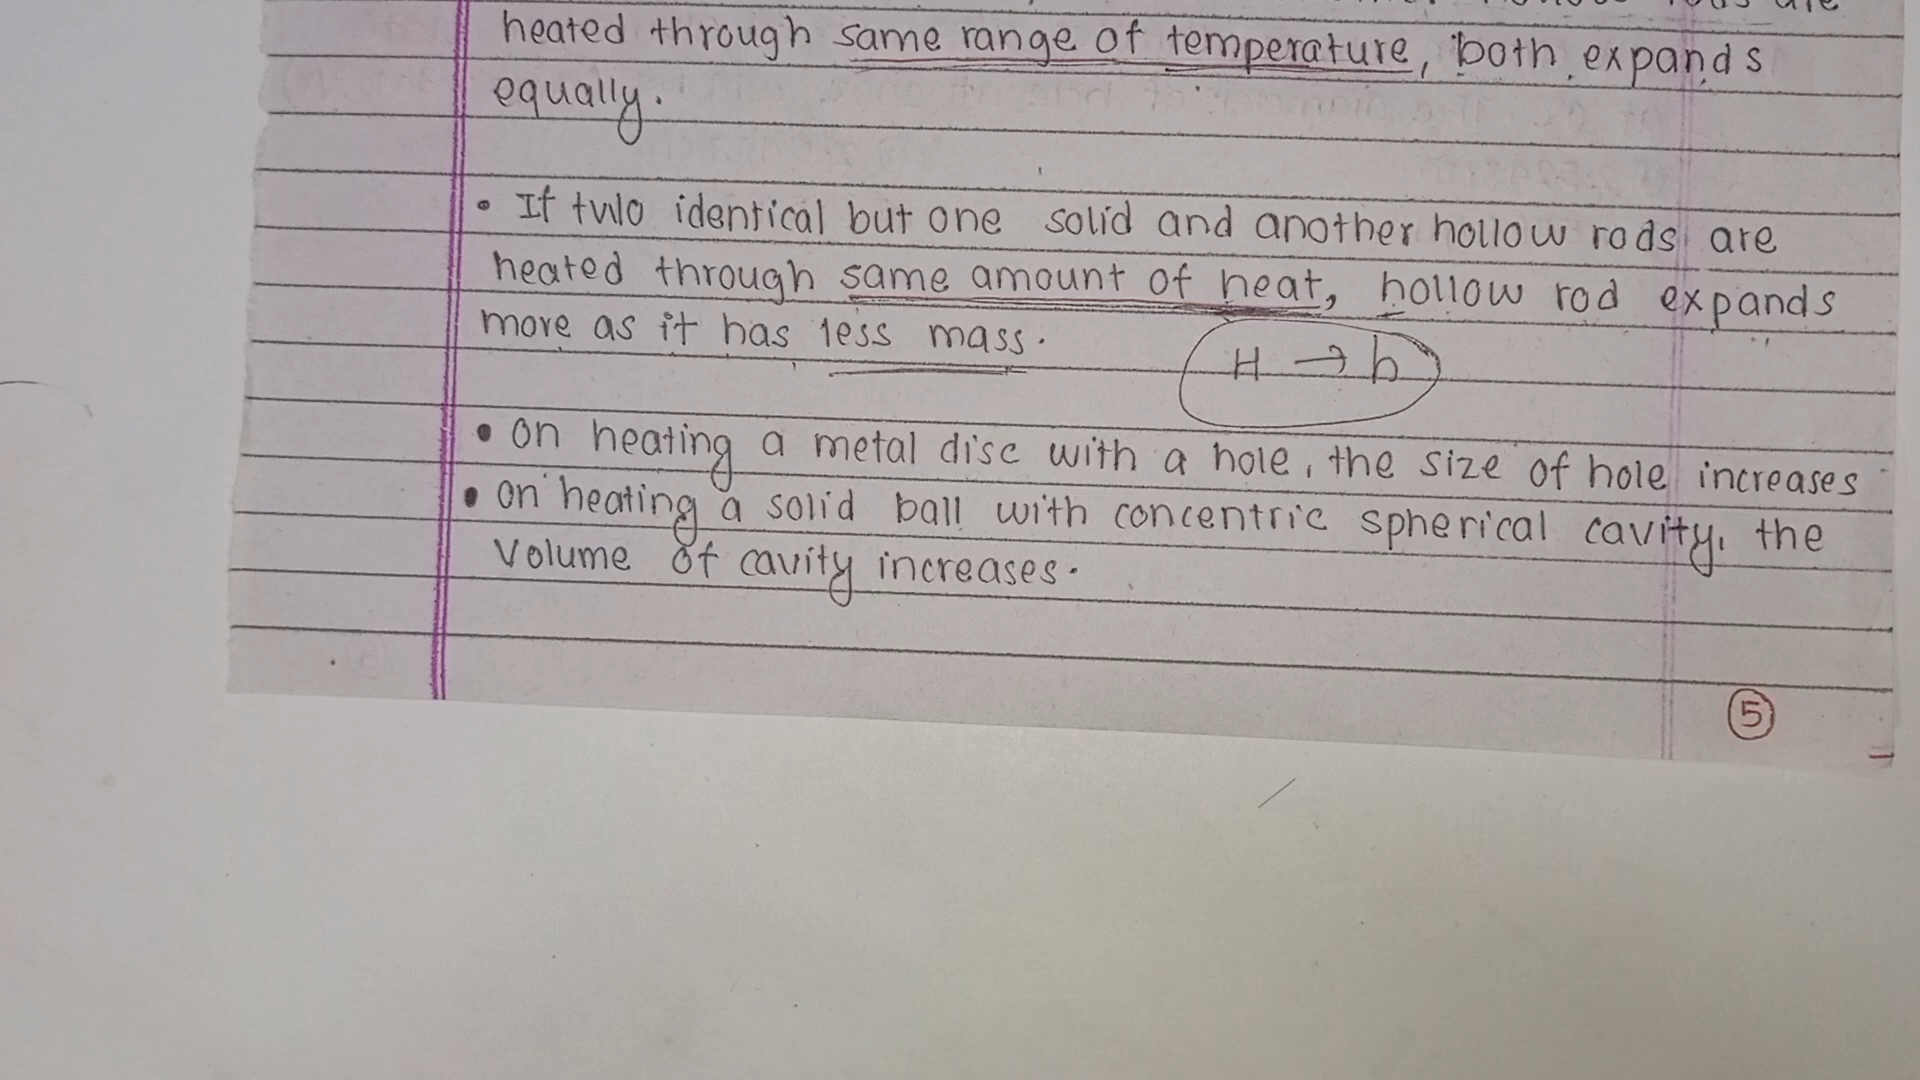 are
heated through same range of temperature, both expands
equally.
• If two identical but one solid and another hollow rods are
heated through same amount of heat, hollow rod expands
more as it has less mass.
H → h
• on heating a metal disc with a hole, the size of hole increases
• on heating a solid ball with concentric spherical cavity, the
volume of cavity increases.
5